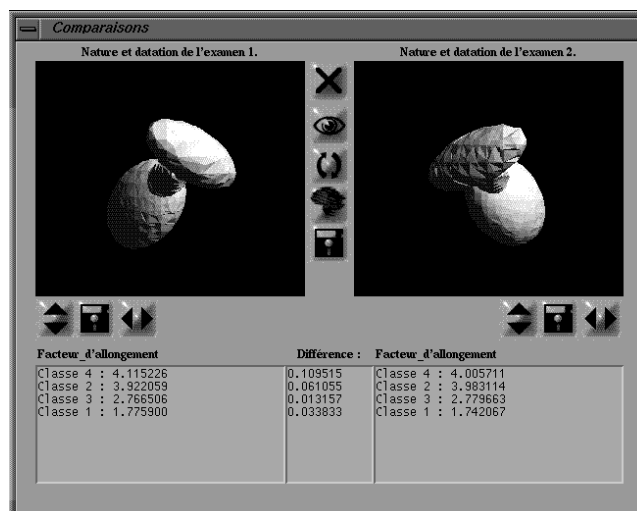 Comparaisons
Nature et datation de l'examen 1.
Nature et datation de l'examen 2.
Facteur_d'allongement
Classe 4 : 4.115226
Classe 2 : 3.922059
Classe 3 : 2.766506
Classe 1 : 1.775900
Différence :
0.109515
0.061055
0.013157
0.033833
Facteur_d'allongement
Classe 4 : 4.005711
Classe 2 : 3.983114
Classe 3 : 2.779663
Classe 1 : 1.742067